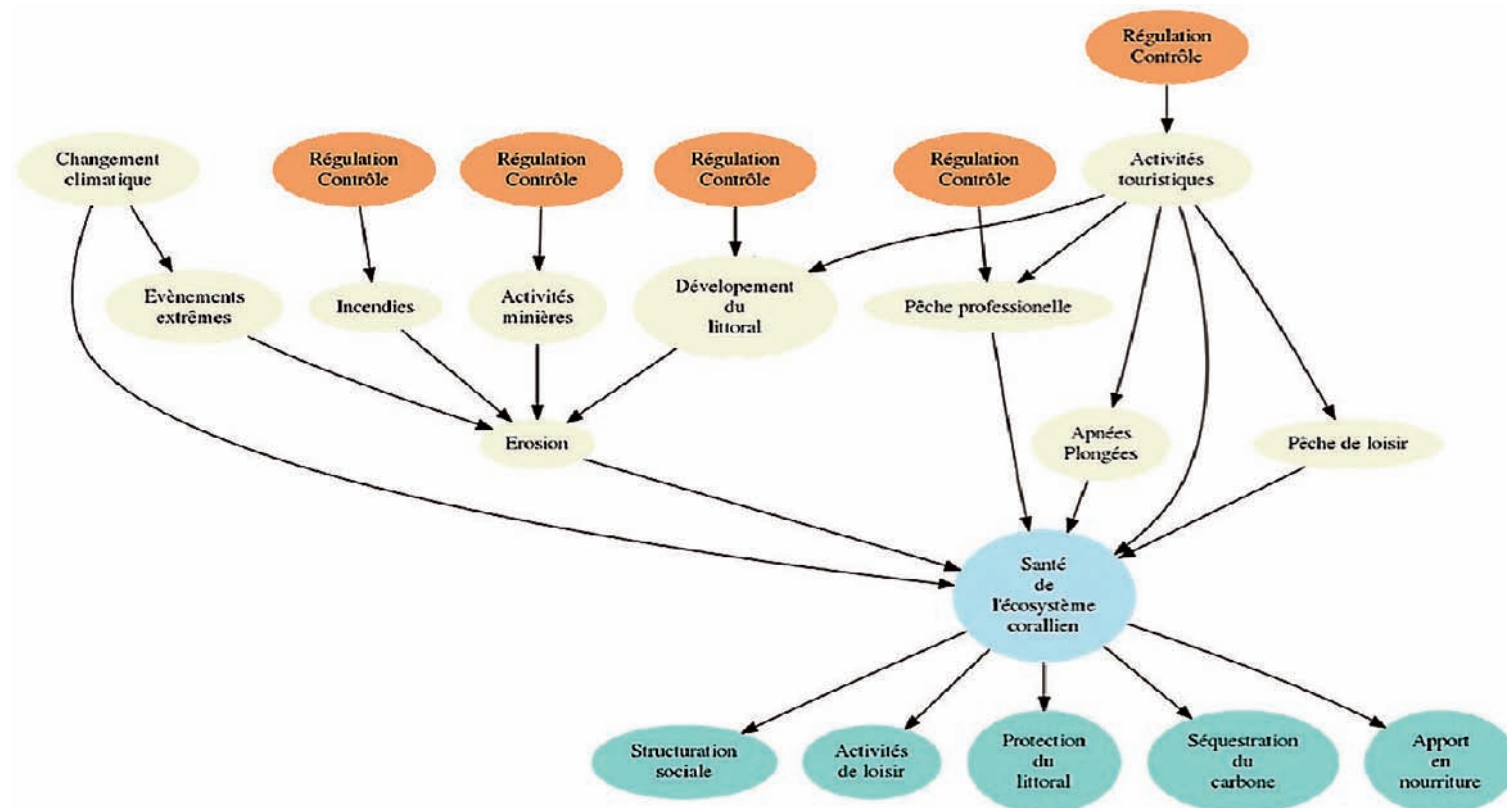 Régulation
Contrôle
Changement
climatique
Régulation
Contrôle
Régulation
Contrôle
Régulation
Contrôle
Régulation
Contrôle
Activités
touristiques
Evènements
extrêmes
Incendies
Activités
minières
Dévelopement
du
littoral
Pêche professionelle
Erosion
Apnées
Plongées
Pêche de loisir
Santé
de
l'écosystème
corallien
Structuration
sociale
Activités
de loisir
Protection
du
littoral
Séquestration
du
carbone
Apport
en
nourriture